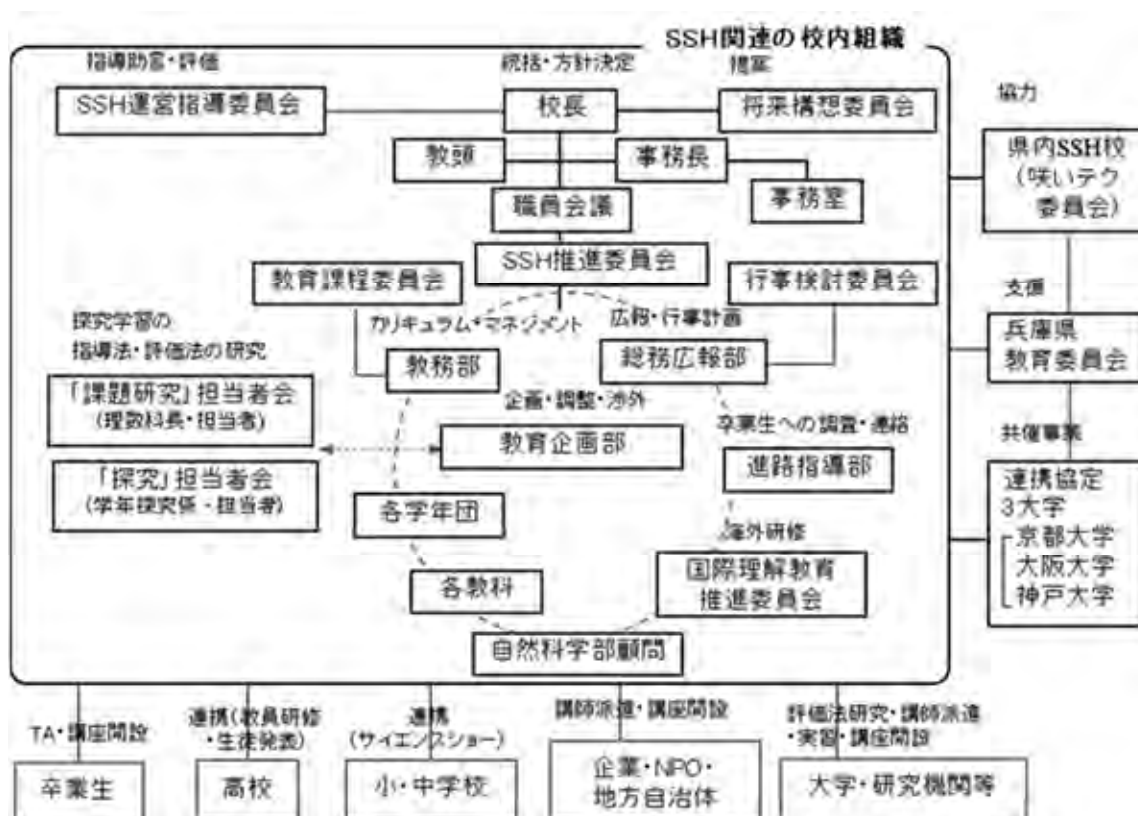 SSH関連の校内組織
指導助言・評価
統括・方針決定
提案
SSH運営指導委員会
校長
将来構想委員会
教頭
事務長
事務室
職員会議
SSH推進委員会
教育課程委員会
行事検討委員会
カリキュラム・マネジメント
広報・行事計画
探究学習の
指導法・評価法の研究
教務部
総務広報部
「課題研究」担当者会
(理数科長・担当者)
企画・調整・渉外
教育企画部
卒業生への調査・連絡
進路指導部
「探究」担当者会
(学年探究係・担当者)
各学年団
海外研修
各教科
国際理解教育
推進委員会
自然科学部顧問
協力
県内SSH校
(咲いテク
委員会)
支援
兵庫県
教育委員会
共催事業
連携協定
3大学
京都大学
大阪大学
神戸大学
TA・講座開設
卒業生
連携(教員研修
・生徒発表)
高校
連携
(サイエンスショー)
小・中学校
講師派遣・講座開設
企業・NPO・
地方自治体
評価法研究・講師派遣
・実習・講座開設
大学・研究機関等